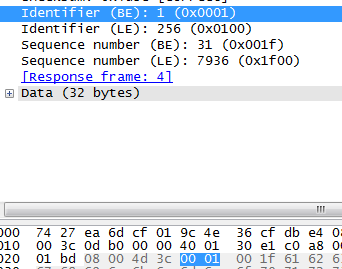 Identifier (BE): 1 (0x0001)
Identifier (LE): 256 (0x0100)
Sequence number (BE): 31 (0x001f)
Sequence number (LE): 7936 (0x1f00)
[Response frame: 4]
Data (32 bytes)
000 74 27 ea 6d cf 01 9c 4e 36 cf db e4 08
010 00 3c 0d b0 00 00 40 01 30 e1 c0 a8 00
020 01 bd 08 00 4d 3c 00 01 00 1f 61 62 63